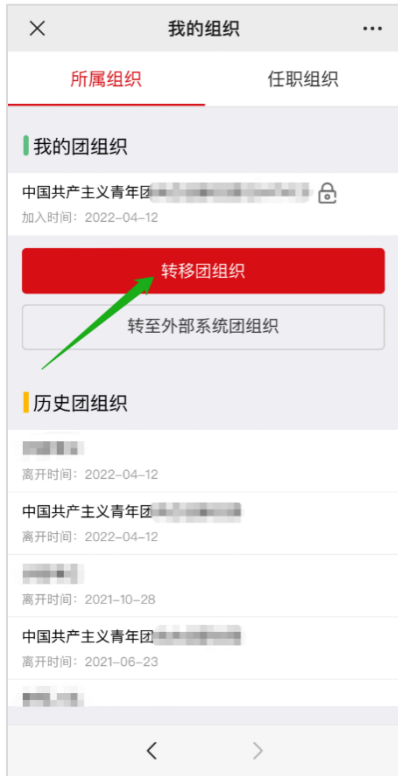 我的组织
所属组织 任职组织
我的团组织
中国共产主义青年团
加入时间：2022-04-12
转移团组织
转至外部系统团组织
历史团组织
离开时间：2022-04-12
中国共产主义青年团
离开时间：2022-04-12
离开时间：2021-10-28
中国共产主义青年团
离开时间：2021-06-23